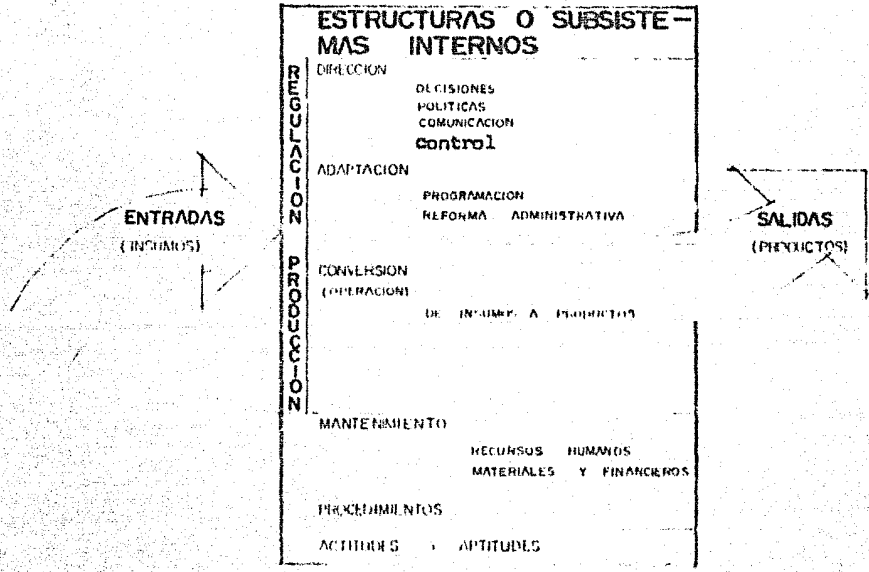 ESTRUCTURAS O SUBSISTE-
MAS INTERNOS
REGULACION
DIRECCION
DECISIONES
POLITICAS
COMUNICACION
control
ADAPTACION
PROGRAMACION
REFORMA ADMINISTRATIVA
ENTRADAS
(INSUMOS)
SALIDAS
(PRODUCTOS)
PRODUCCION
CONVERSION
(OPERACION)
DE INSUMOS A PRODUCTOS
MANTENIMIENTO
RECURSOS HUMANOS
MATERIALES Y FINANCIEROS
PROCEDIMIENTOS
ACTITUDES Y APTITUDES